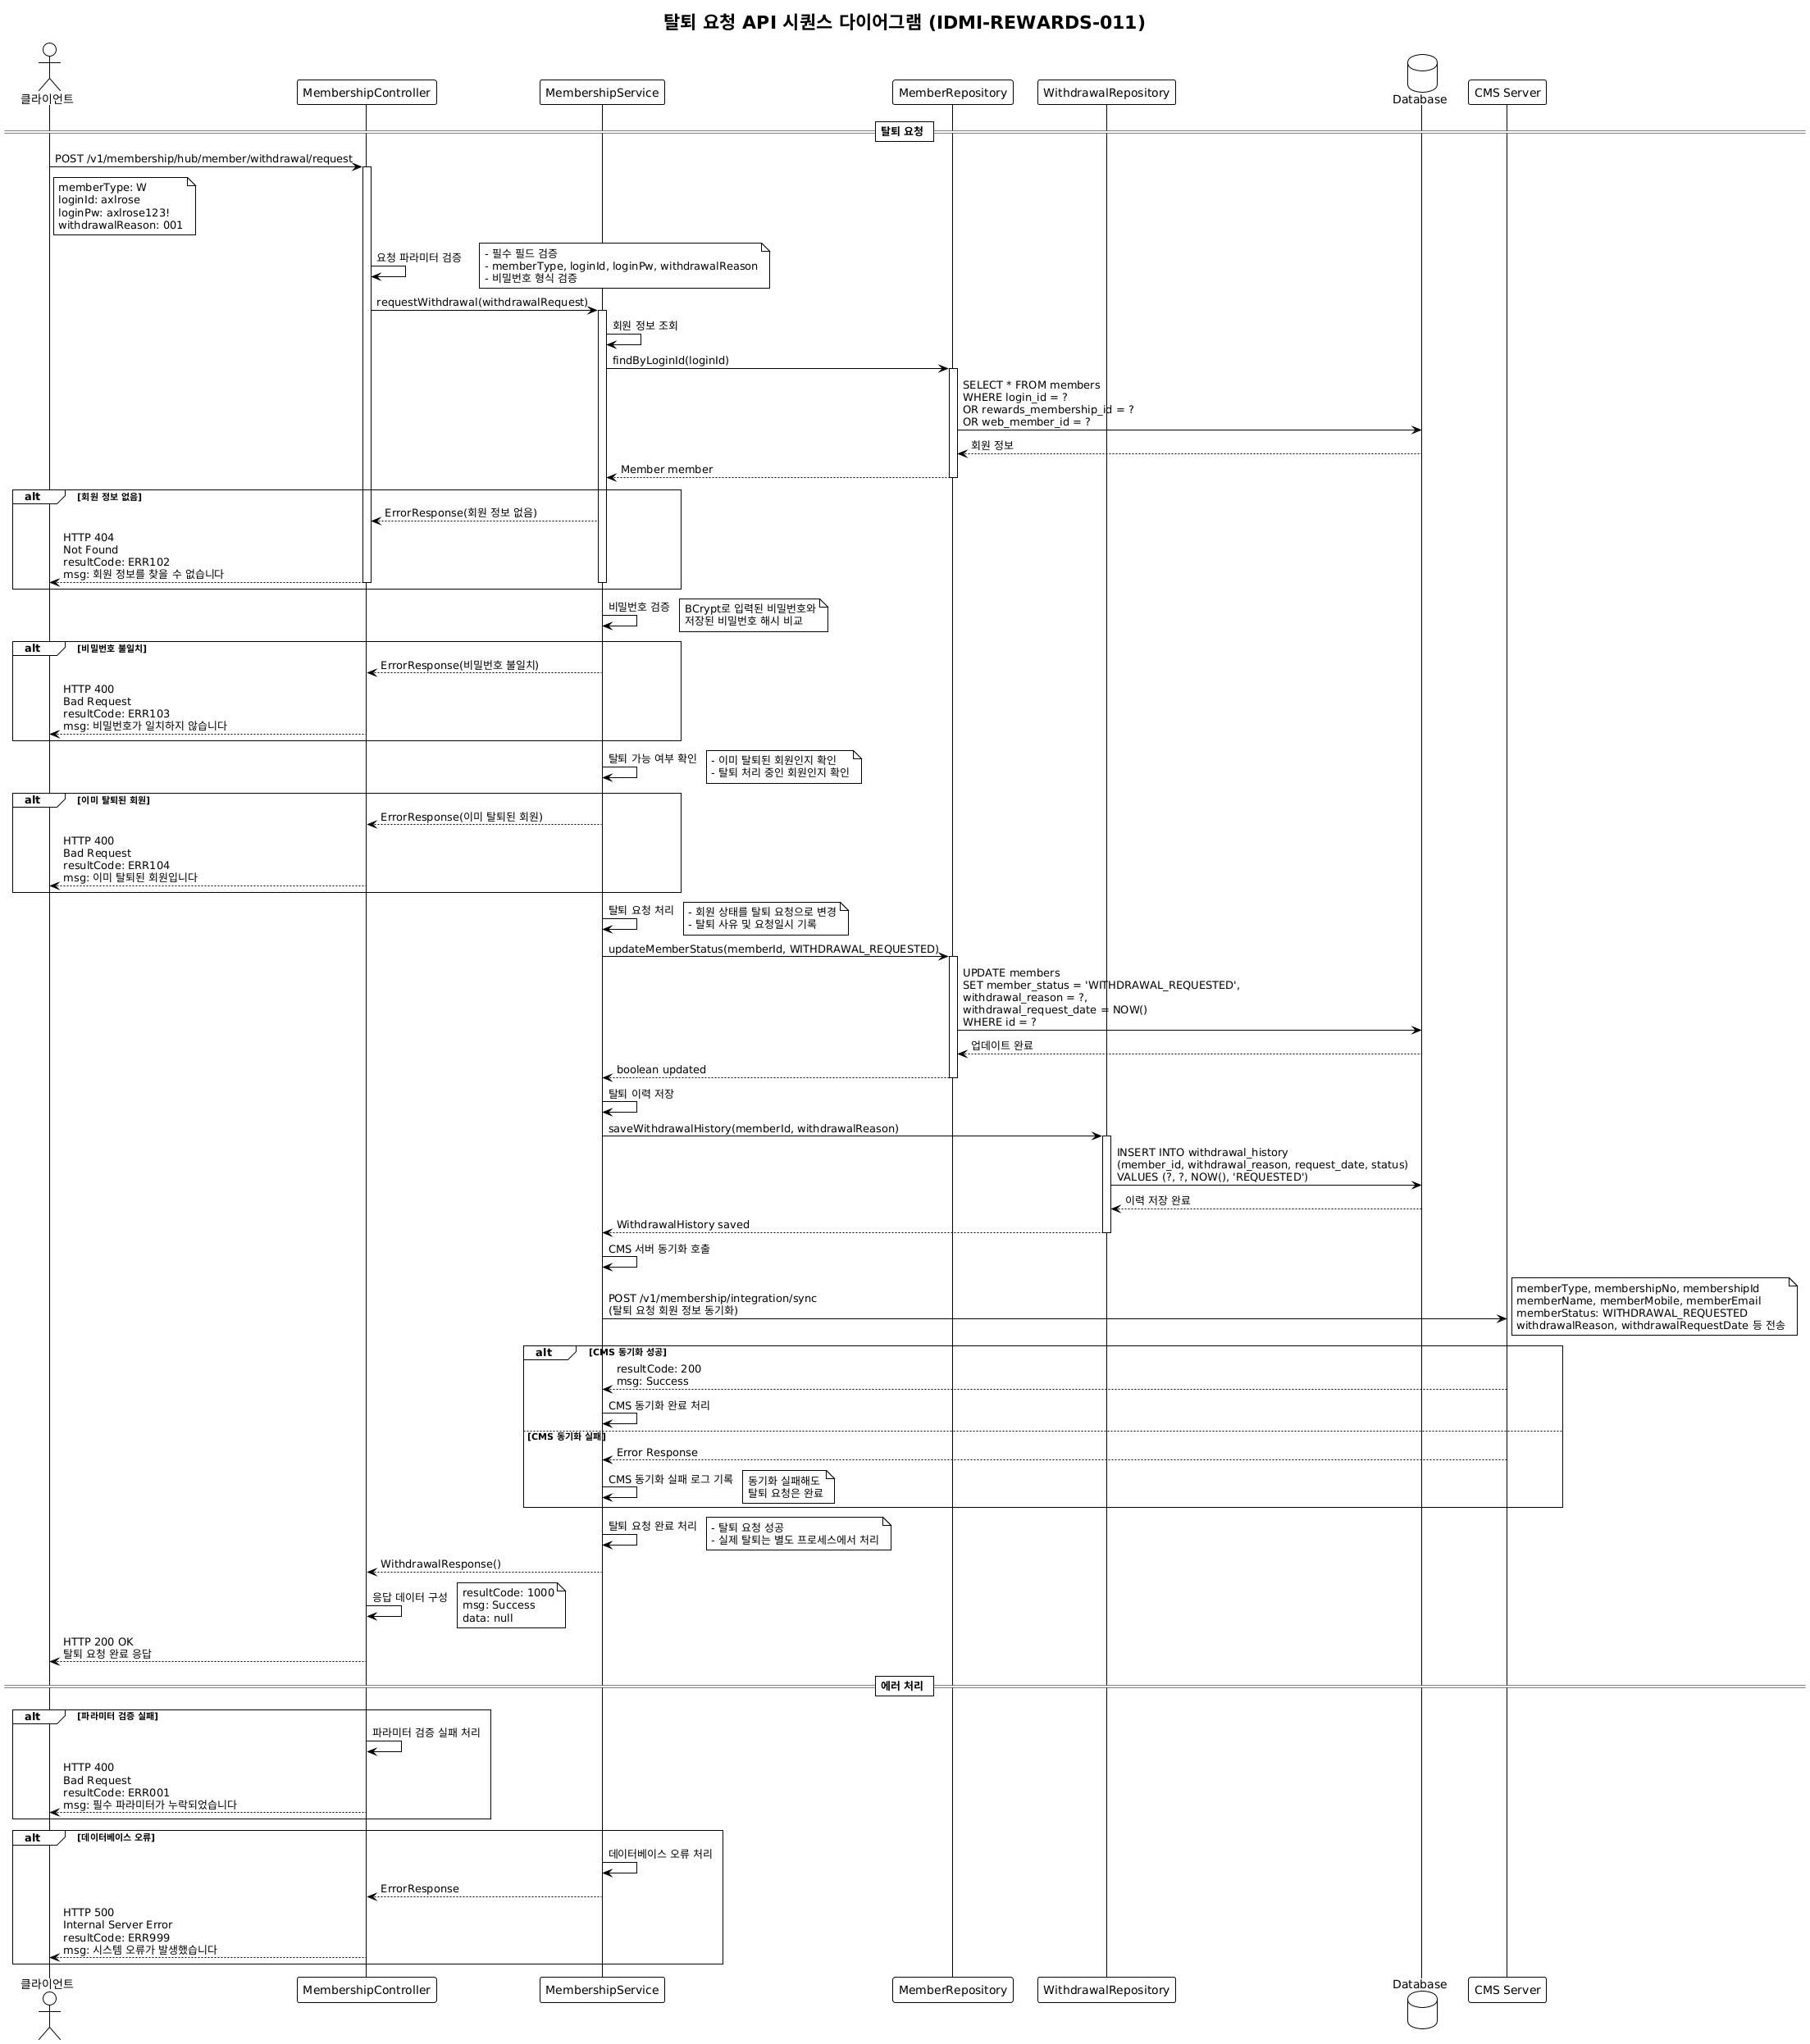 탈퇴 요청 API 시퀀스 다이어그램 (IDMI-REWARDS-011)
클라이언트
MembershipController
MembershipService
MemberRepository
WithdrawalRepository
Database
CMS Server
탈퇴 요청
POST /v1/membership/hub/member/withdrawal/request
memberType: W
loginId: axlrose
loginPw: axlrose123!
withdrawalReason: 001
요청 파라미터 검증
- 필수 필드 검증
- memberType, loginId, loginPw, withdrawalReason
- 비밀번호 형식 검증
requestWithdrawal(withdrawalRequest)
회원 정보 조회
findByLoginId(loginId)
SELECT * FROM members
WHERE login_id = ?
OR rewards_membership_id = ?
OR web_member_id = ?
회원 정보
Member member
alt
[회원 정보 없음]
ErrorResponse(회원 정보 없음)
HTTP 404
Not Found
resultCode: ERR102
msg: 회원 정보를 찾을 수 없습니다
비밀번호 검증
BCrypt로 입력된 비밀번호와
저장된 비밀번호 해시 비교
alt
[비밀번호 불일치]
ErrorResponse(비밀번호 불일치)
HTTP 400
Bad Request
resultCode: ERR103
msg: 비밀번호가 일치하지 않습니다
탈퇴 가능 여부 확인
- 이미 탈퇴된 회원인지 확인
- 탈퇴 처리 중인 회원인지 확인
alt
[이미 탈퇴된 회원]
ErrorResponse(이미 탈퇴된 회원)
HTTP 400
Bad Request
resultCode: ERR104
msg: 이미 탈퇴된 회원입니다
탈퇴 요청 처리
- 회원 상태를 탈퇴 요청으로 변경
- 탈퇴 사유 및 요청일시 기록
updateMemberStatus(memberId, WITHDRAWAL_REQUESTED)
UPDATE members
SET member_status = 'WITHDRAWAL_REQUESTED',
withdrawal_reason = ?,
withdrawal_request_date = NOW()
WHERE id = ?
업데이트 완료
boolean updated
탈퇴 이력 저장
saveWithdrawalHistory(memberId, withdrawalReason)
INSERT INTO withdrawal_history
(member_id, withdrawal_reason, request_date, status)
VALUES (?, ?, NOW(), 'REQUESTED')
이력 저장 완료
WithdrawalHistory saved
CMS 서버 동기화 호출
POST /v1/membership/integration/sync
(탈퇴 요청 회원 정보 동기화)
memberType, membershipNo, membershipId
memberName, memberMobile, memberEmail
memberStatus: WITHDRAWAL_REQUESTED
withdrawalReason, withdrawalRequestDate 등 전송
alt
[CMS 동기화 성공]
resultCode: 200
msg: Success
CMS 동기화 완료 처리
[CMS 동기화 실패]
Error Response
CMS 동기화 실패 로그 기록
동기화 실패해도
탈퇴 요청은 완료
탈퇴 요청 완료 처리
- 탈퇴 요청 성공
- 실제 탈퇴는 별도 프로세스에서 처리
WithdrawalResponse()
응답 데이터 구성
resultCode: 1000
msg: Success
data: null
HTTP 200 OK
탈퇴 요청 완료 응답
에러 처리
alt
[파라미터 검증 실패]
파라미터 검증 실패 처리
HTTP 400
Bad Request
resultCode: ERR001
msg: 필수 파라미터가 누락되었습니다
alt
[데이터베이스 오류]
데이터베이스 오류 처리
ErrorResponse
HTTP 500
Internal Server Error
resultCode: ERR999
msg: 시스템 오류가 발생했습니다
클라이언트
MembershipController
MembershipService
MemberRepository
WithdrawalRepository
Database
CMS Server